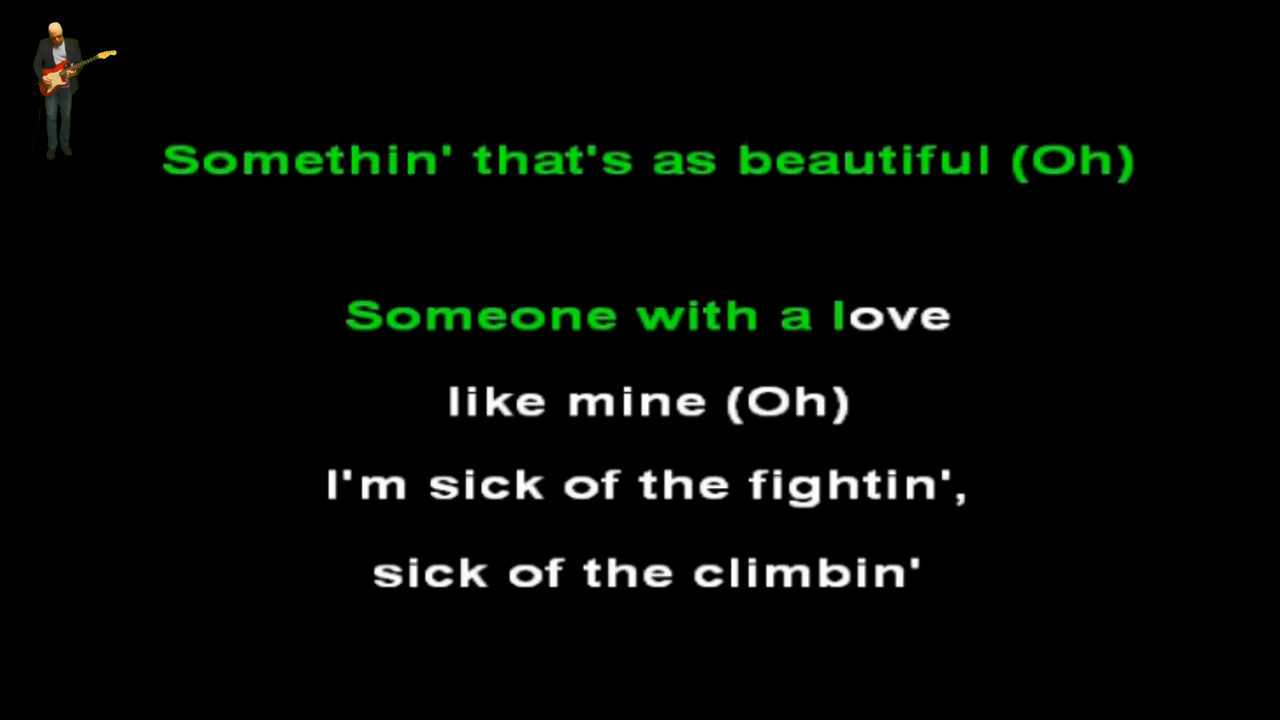 Somethin' that's as beautiful (Oh)
Someone with a love
like mine (Oh)
I'm sick of the fightin',
sick of the climbin'